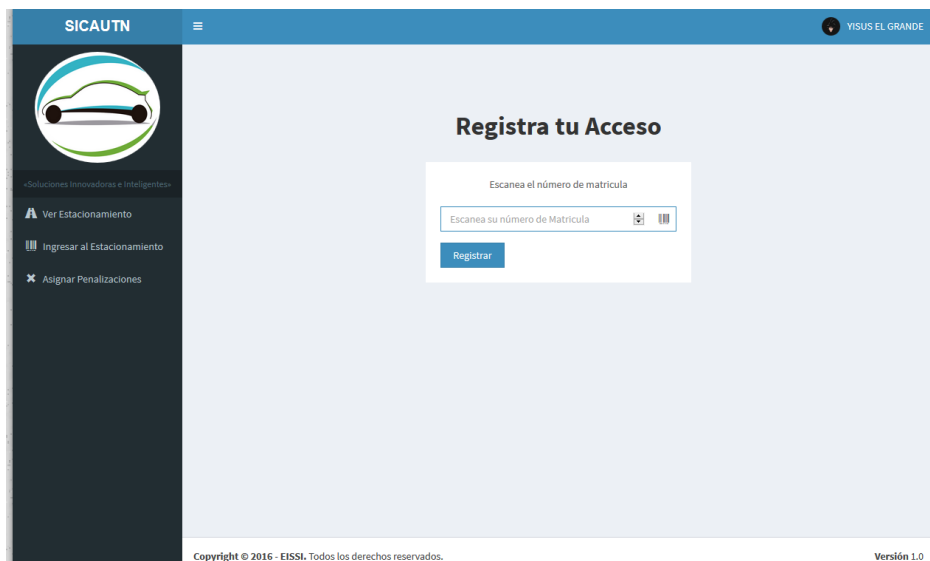 SICAUTN
YISUS EL GRANDE
«Soluciones Innovadoras e Inteligentes»
Ver Estacionamiento
Ingresar al Estacionamiento
Asignar Penalizaciones
Registra tu Acceso
Escanea el número de matricula
Escanea su número de Matricula
Registrar
Copyright © 2016 - EISSI. Todos los derechos reservados.
Versión 1.0